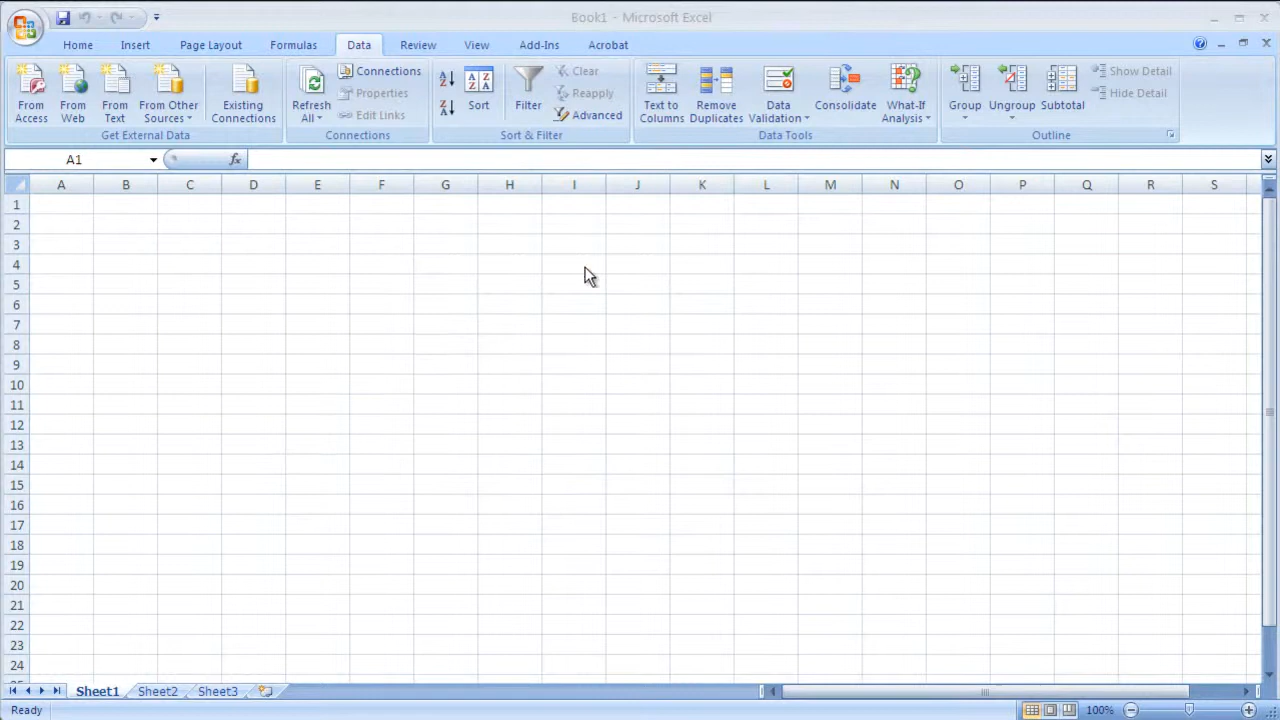 Book1 - Microsoft Excel
Home Insert Page Layout Formulas Data Review View Add-Ins Acrobat
From Access
From Web
From Text
From Other Sources
Existing Connections
Get External Data
Refresh All
Connections
Properties
Edit Links
Connections
Sort
Filter
Clear
Reapply
Advanced
Sort & Filter
Text to Columns
Remove Duplicates
Data Validation
Consolidate
What-If Analysis
Data Tools
Group
Ungroup
Subtotal
Show Detail
Hide Detail
Outline
A1 fx
A B C D E F G H I J K L M N O P Q R S
1
2
3
4
5
6
7
8
9
10
11
12
13
14
15
16
17
18
19
20
21
22
23
24
Sheet1 Sheet2 Sheet3
Ready 100%